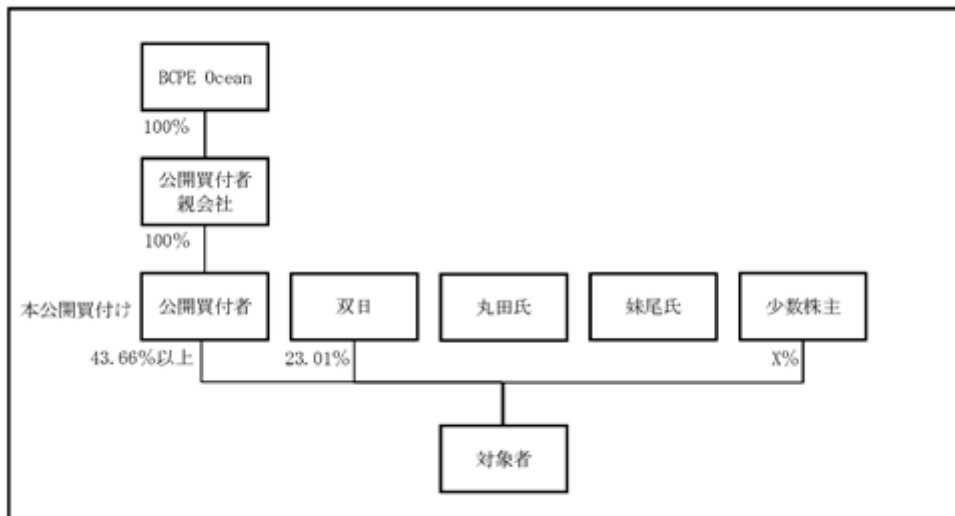 BCPE Ocean
100%
公開買付者
親会社
100%
本公開買付け
公開買付者
双日
丸田氏
妹尾氏
少数株主
43.66%以上
23.01%
X%
対象者